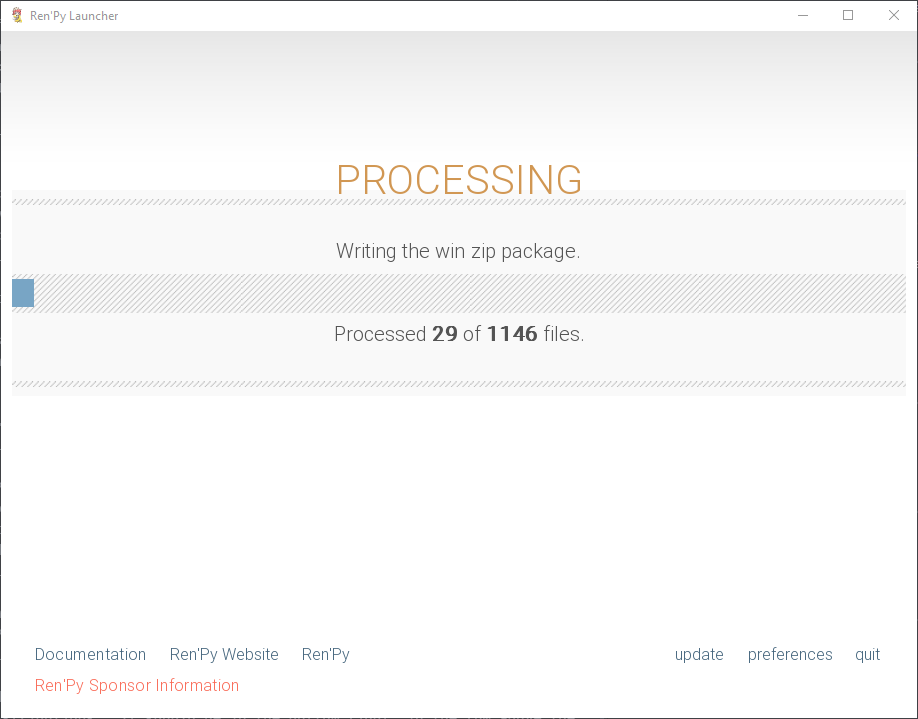 Ren'Py Launcher
PROCESSING
Writing the win zip package.
Processed 29 of 1146 files.
Documentation Ren'Py Website Ren'Py update preferences quit
Ren'Py Sponsor Information